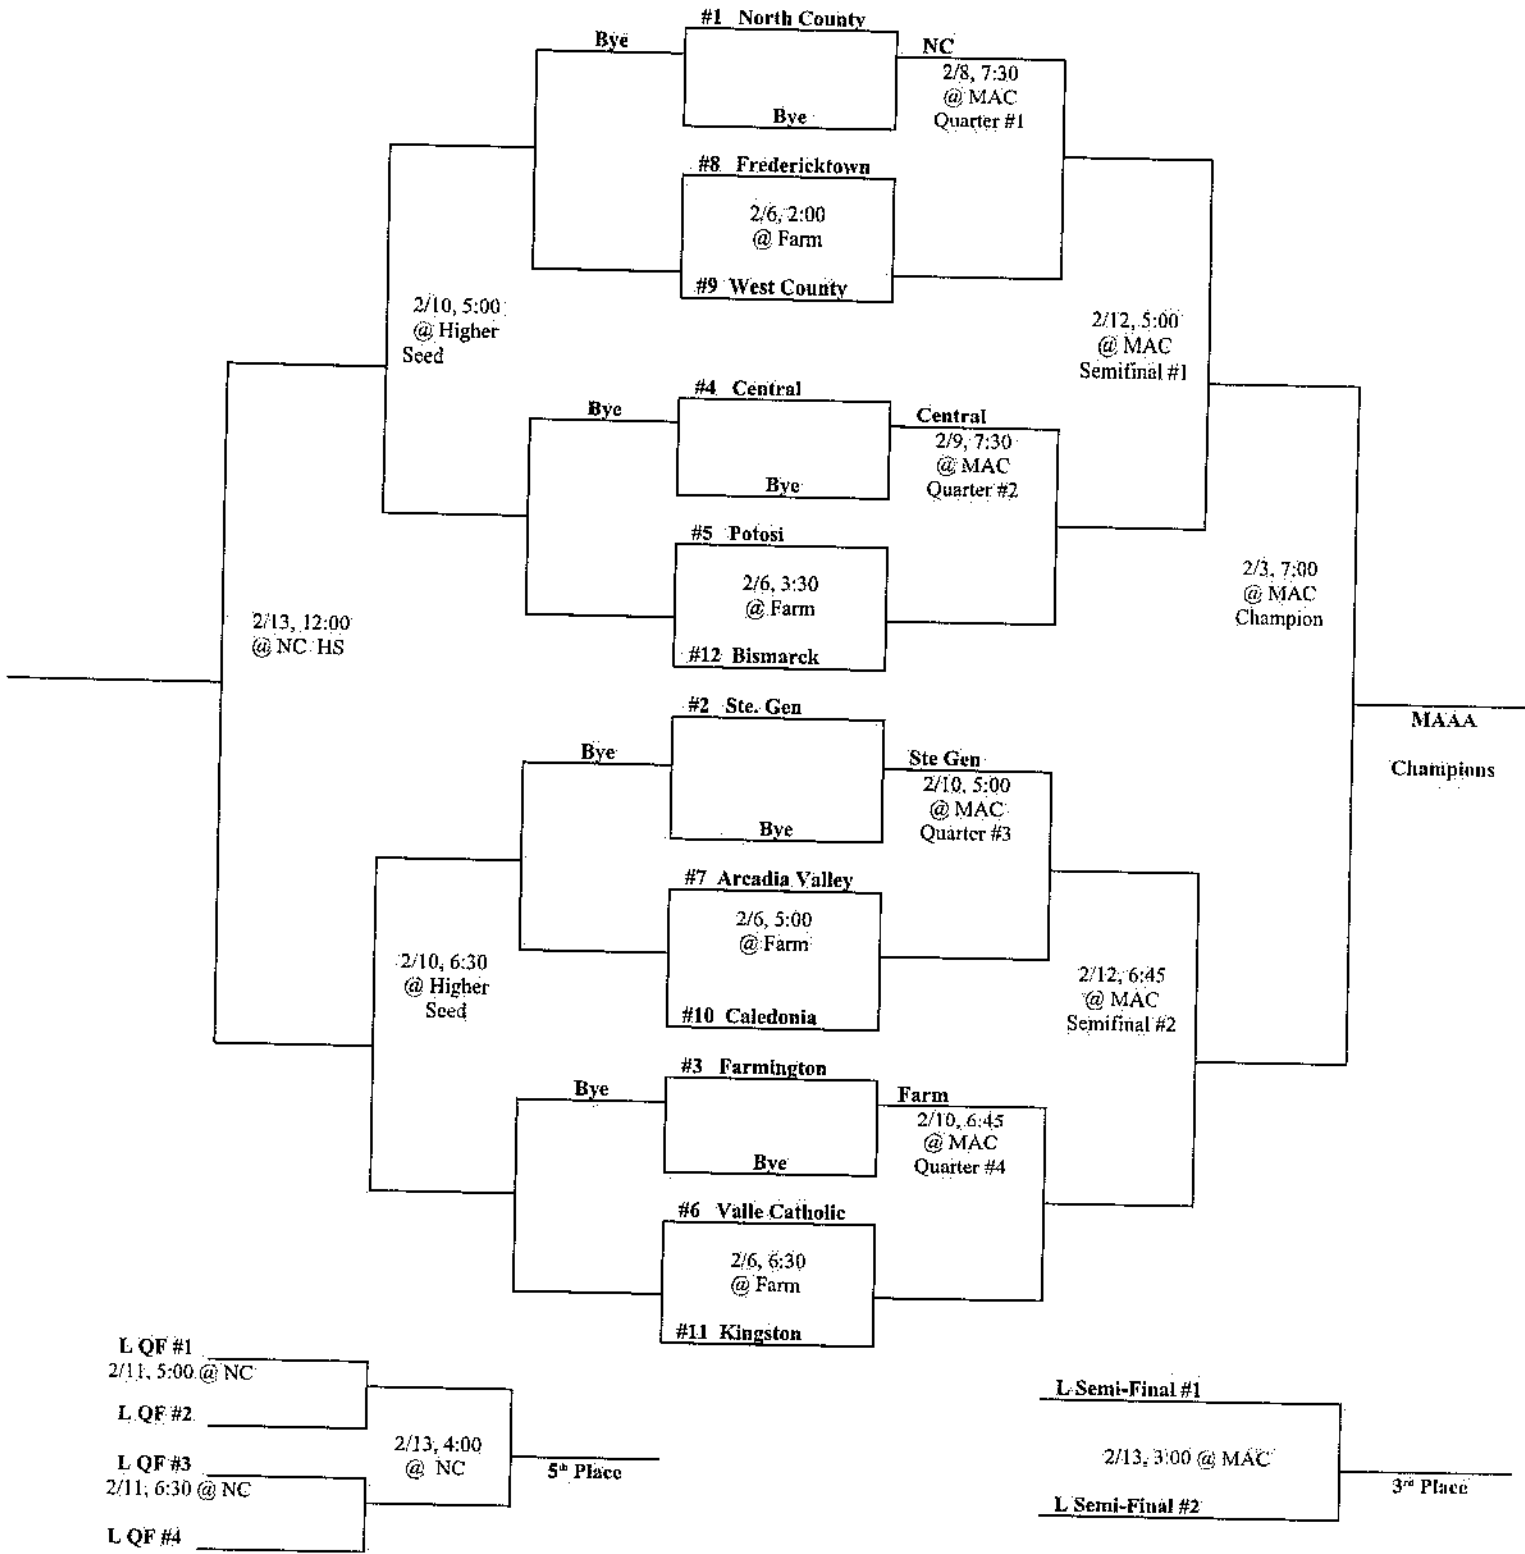 #1 North County
Bye
NC
2/8, 7:30
@ MAC
Quarter #1
Bye
#8 Fredericktown
2/6, 2:00
@ Farm
#9 West County
2/10, 5:00
@ Higher
Seed
2/12, 5:00
@ MAC
Semifinal #1
#4 Central
Bye
Central
2/9, 7:30
@ MAC
Quarter #2
Bye
#5 Potosi
2/6, 3:30
@ Farm
#12 Bismarck
2/13, 12:00
@ NC HS
2/3, 7:00
@ MAC
Champion
#2 Ste. Gen
Bye
Ste Gen
2/10, 5:00
@ MAC
Quarter #3
Bye
MAAA
Champions
#7 Arcadia Valley
2/6, 5:00
@ Farm
#10 Caledonia
2/10, 6:30
@ Higher
Seed
2/12, 6:45
@ MAC
Semifinal #2
#3 Farmington
Bye
Farm
2/10, 6:45
@ MAC
Quarter #4
Bye
#6 Valle Catholic
2/6, 6:30
@ Farm
#11 Kingston
L QF #1
2/11, 5:00 @ NC
L QF #2
2/13, 4:00
@ NC
L QF #3
2/11, 6:30 @ NC
L QF #4
5th Place
L Semi-Final #1
2/13, 3:00 @ MAC
L Semi-Final #2
3rd Place